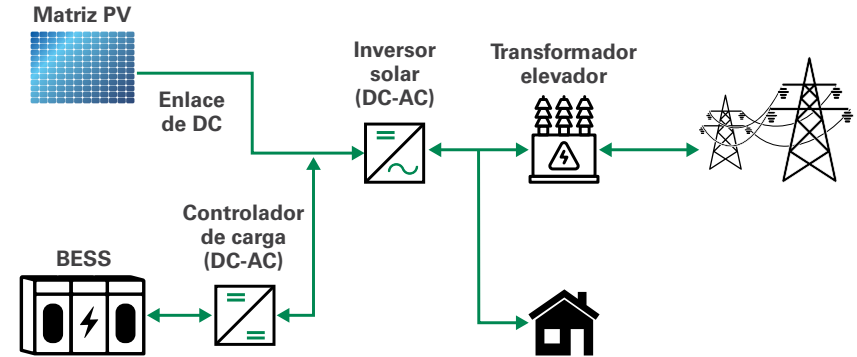 Matriz PV
Enlace
de DC
Inversor
solar
(DC-AC)
Transformador
elevador
Controlador
de carga
(DC-AC)
BESS